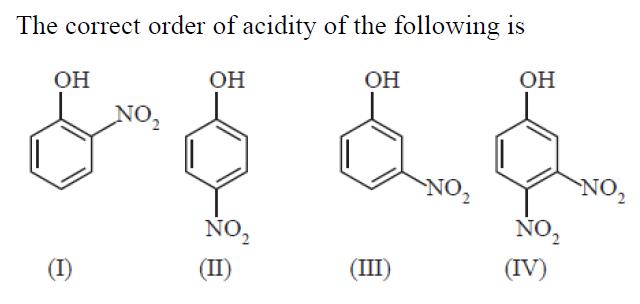 The correct order of acidity of the following is
OH OH OH OH
NO₂
NO₂ NO₂
NO₂ NO₂
(I) (II) (III) (IV)